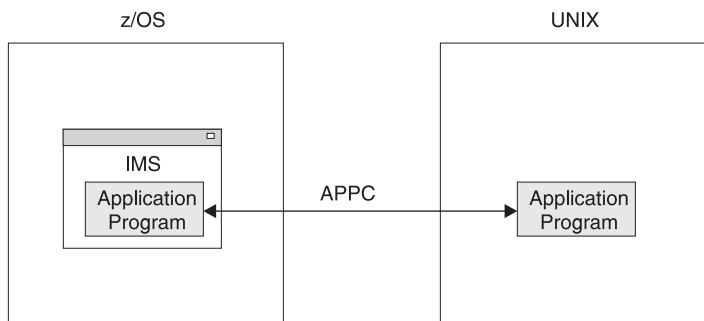 z/OS
UNIX
IMS
Application
Program
APPC
Application
Program